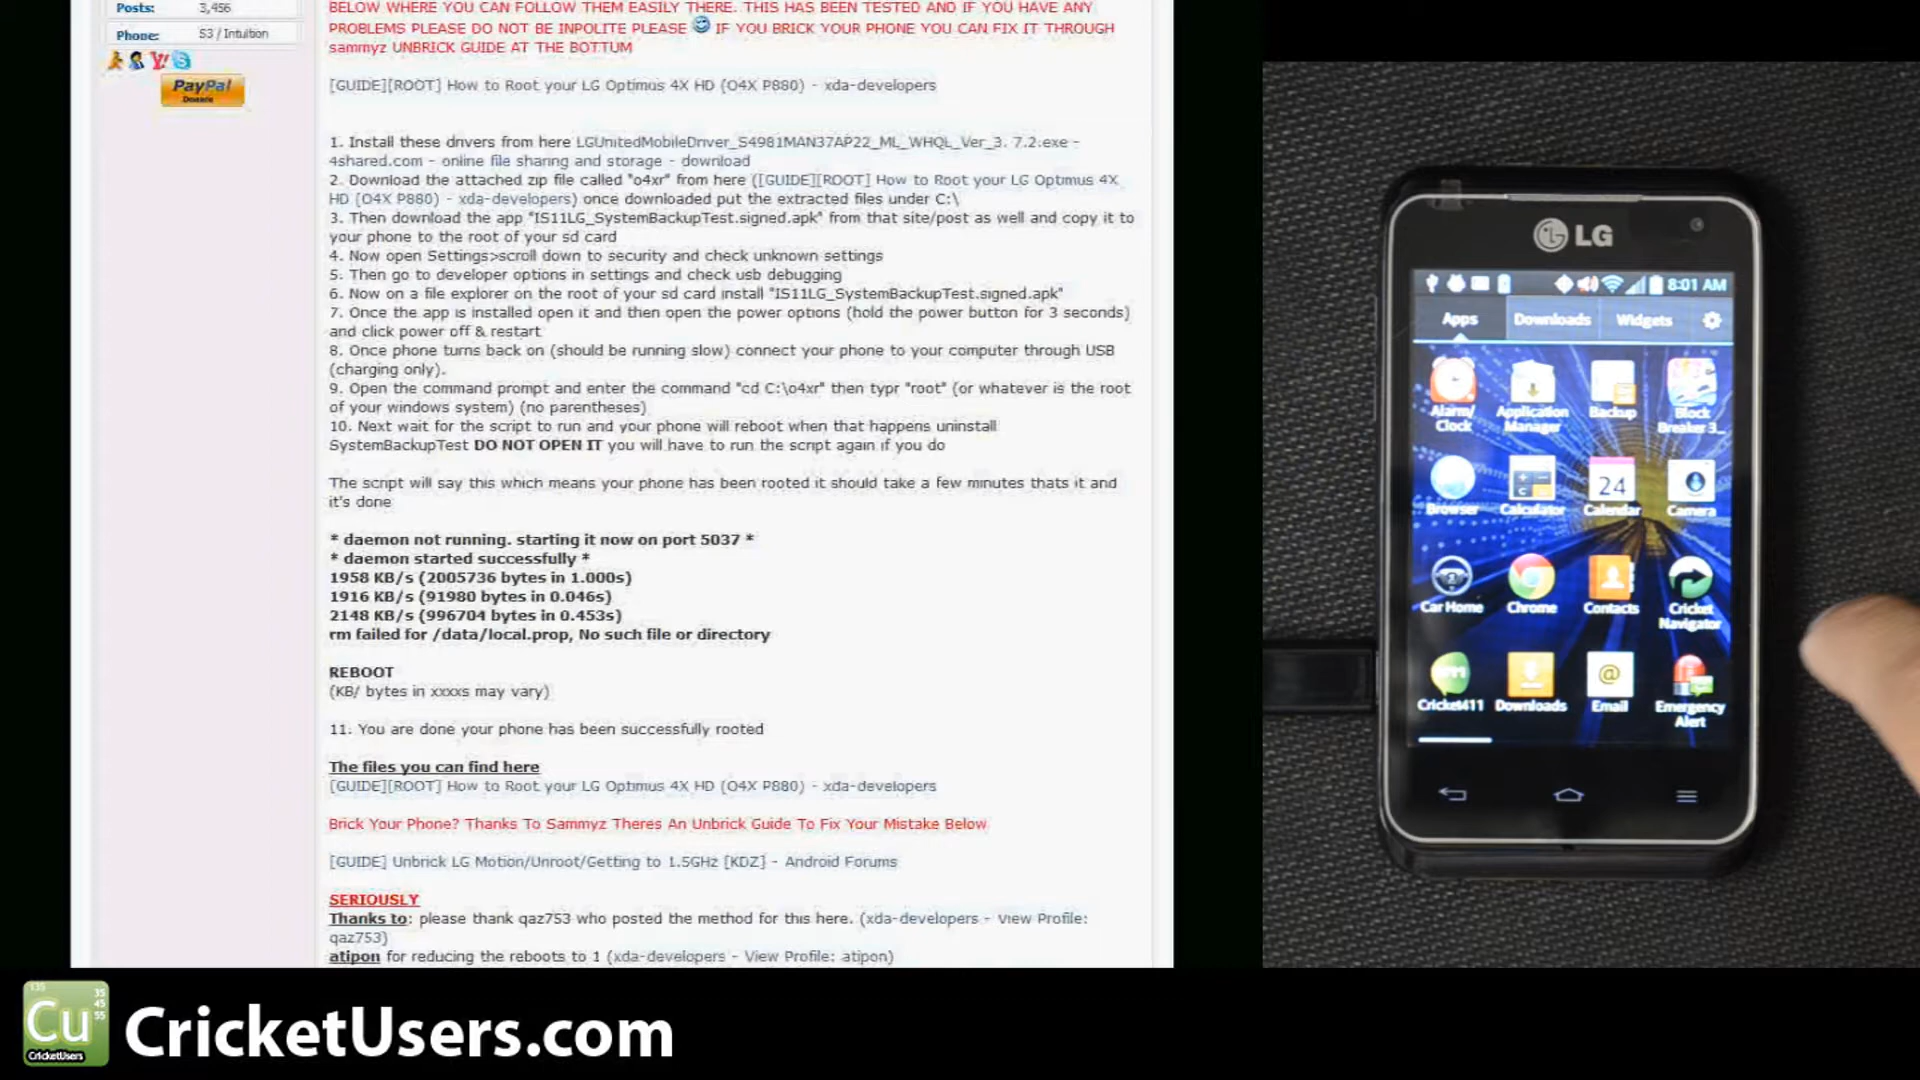 Posts: 3,456
Phone: S3 / Intuition
PayPal
Donate
BELOW WHERE YOU CAN FOLLOW THEM EASILY THERE. THIS HAS BEEN TESTED AND IF YOU HAVE ANY
PROBLEMS PLEASE DO NOT BE INPOLITE PLEASE IF YOU BRICK YOUR PHONE YOU CAN FIX IT THROUGH
sammyz UNBRICK GUIDE AT THE BOTTUM
[GUIDE][ROOT] How to Root your LG Optimus 4X HD (O4X P880) - xda-developers
1. Install these drivers from here LGUnitedMobileDriver_S4981MAN37AP22_ML_WHQL_Ver_3. 7.2.exe -
4shared.com - online file sharing and storage - download
2. Download the attached zip file called "o4xr" from here ([GUIDE][ROOT] How to Root your LG Optimus 4X
HD (O4X P880) - xda-developers) once downloaded put the extracted files under C:\
3. Then download the app "IS11LG_SystemBackupTest.signed.apk" from that site/post as well and copy it to
your phone to the root of your sd card
4. Now open Settings>scroll down to security and check unknown settings
5. Then go to developer options in settings and check usb debugging
6. Now on a file explorer on the root of your sd card install "IS11LG_SystemBackupTest.signed.apk"
7. Once the app is installed open it and then open the power options (hold the power button for 3 seconds)
and click power off & restart
8. Once phone turns back on (should be running slow) connect your phone to your computer through USB
(charging only).
9. Open the command prompt and enter the command "cd C:\o4xr" then typr "root" (or whatever is the root
of your windows system) (no parentheses)
10. Next wait for the script to run and your phone will reboot when that happens uninstall
SystemBackupTest DO NOT OPEN IT you will have to run the script again if you do
The script will say this which means your phone has been rooted it should take a few minutes thats it and
it's done
* daemon not running. starting it now on port 5037 *
* daemon started successfully *
1958 KB/s (2005736 bytes in 1.000s)
1916 KB/s (91980 bytes in 0.046s)
2148 KB/s (996704 bytes in 0.453s)
rm failed for /data/local.prop, No such file or directory
REBOOT
(KB/ bytes in xxxxs may vary)
11. You are done your phone has been successfully rooted
The files you can find here
[GUIDE][ROOT] How to Root your LG Optimus 4X HD (O4X P880) - xda-developers
Brick Your Phone? Thanks To Sammyz Theres An Unbrick Guide To Fix Your Mistake Below
[GUIDE] Unbrick LG Motion/Unroot/Getting to 1.5GHz [KDZ] - Android Forums
SERIOUSLY
Thanks to: please thank qaz753 who posted the method for this here. (xda-developers - View Profile:
qaz753)
atipon for reducing the reboots to 1 (xda-developers - View Profile: atipon)
LG
8:01 AM
Apps Downloads Widgets
Alarm/
Clock
Application
Manager
Backup
Block
Breaker 3...
Browser
Calculator
24
Calendar
Camera
Car Home
Chrome
Contacts
Cricket
Navigator
411
Cricket411
Downloads
@
Email
Emergency
Alert
135
35
45
55
Cu
CricketUsers
CricketUsers.com